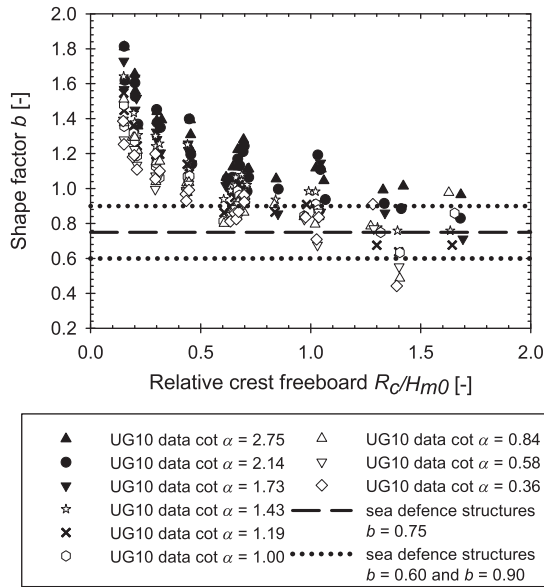 2.0
1.8
1.6
1.4
1.2
1.0
0.8
0.6
0.4
0.2
Shape factor b [-]
0.0 0.5 1.0 1.5 2.0
Relative crest freeboard Rc/Hm0 [-]
UG10 data cot α = 2.75
UG10 data cot α = 2.14
UG10 data cot α = 1.73
UG10 data cot α = 1.43
UG10 data cot α = 1.19
UG10 data cot α = 1.00
UG10 data cot α = 0.84
UG10 data cot α = 0.58
UG10 data cot α = 0.36
sea defence structures
b = 0.75
sea defence structures
b = 0.60 and b = 0.90